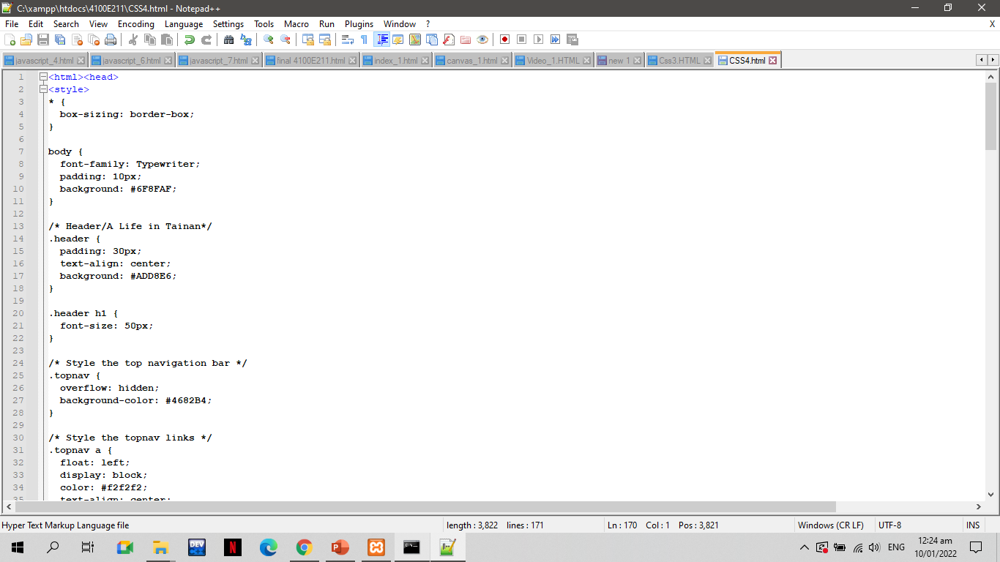 C:\xampp\htdocs\4100E211\CSS4.html - Notepad++
File Edit Search View Encoding Language Settings Tools Macro Run Plugins Window ? X
javascript_4.html javascript_6.html javascript_7.html final 4100E211.html index_1.html canvas_1.html Video_1.HTML new 1 Css3.HTML CSS4.html
1 <html><head>
2 <style>
3 * {
4 box-sizing: border-box;
5 }
6
7 body {
8 font-family: Typewriter;
9 padding: 10px;
10 background: #6F8FAF;
11 }
12
13 /* Header/A Life in Tainan*/
14 .header {
15 padding: 30px;
16 text-align: center;
17 background: #ADD8E6;
18 }
19
20 .header h1 {
21 font-size: 50px;
22 }
23
24 /* Style the top navigation bar */
25 .topnav {
26 overflow: hidden;
27 background-color: #4682B4;
28 }
29
30 /* Style the topnav links */
31 .topnav a {
32 float: left;
33 display: block;
34 color: #f2f2f2;
35 text-align: center;
Hyper Text Markup Language file length : 3,822 lines : 171 Ln : 170 Col : 1 Pos : 3,821 Windows (CR LF) UTF-8 INS
DEV C++ N P ENG 12:24 am
10/01/2022